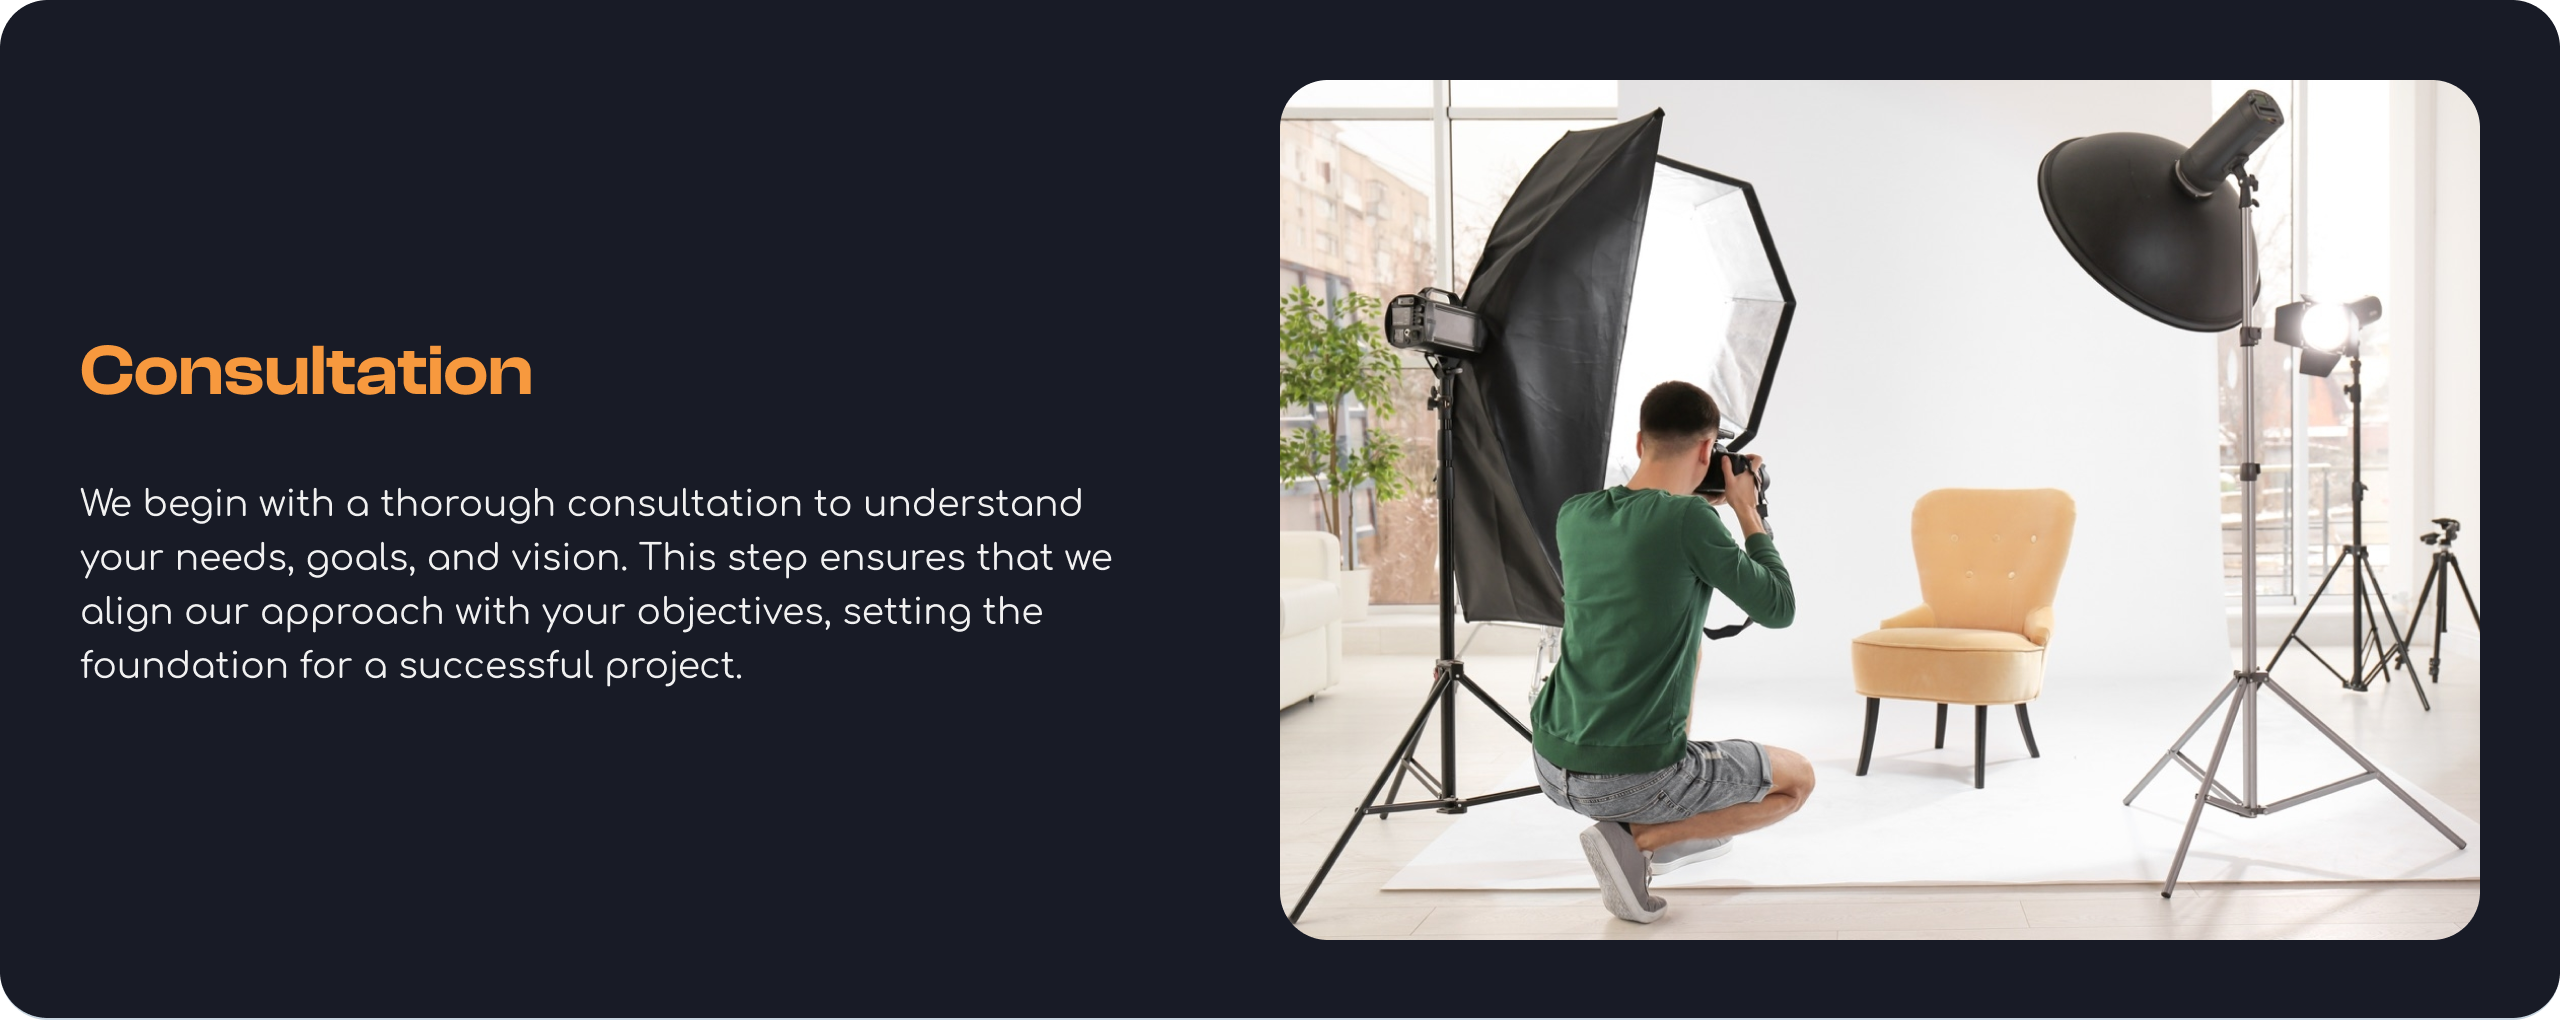 Consultation
We begin with a thorough consultation to understand
your needs, goals, and vision. This step ensures that we
align our approach with your objectives, setting the
foundation for a successful project.